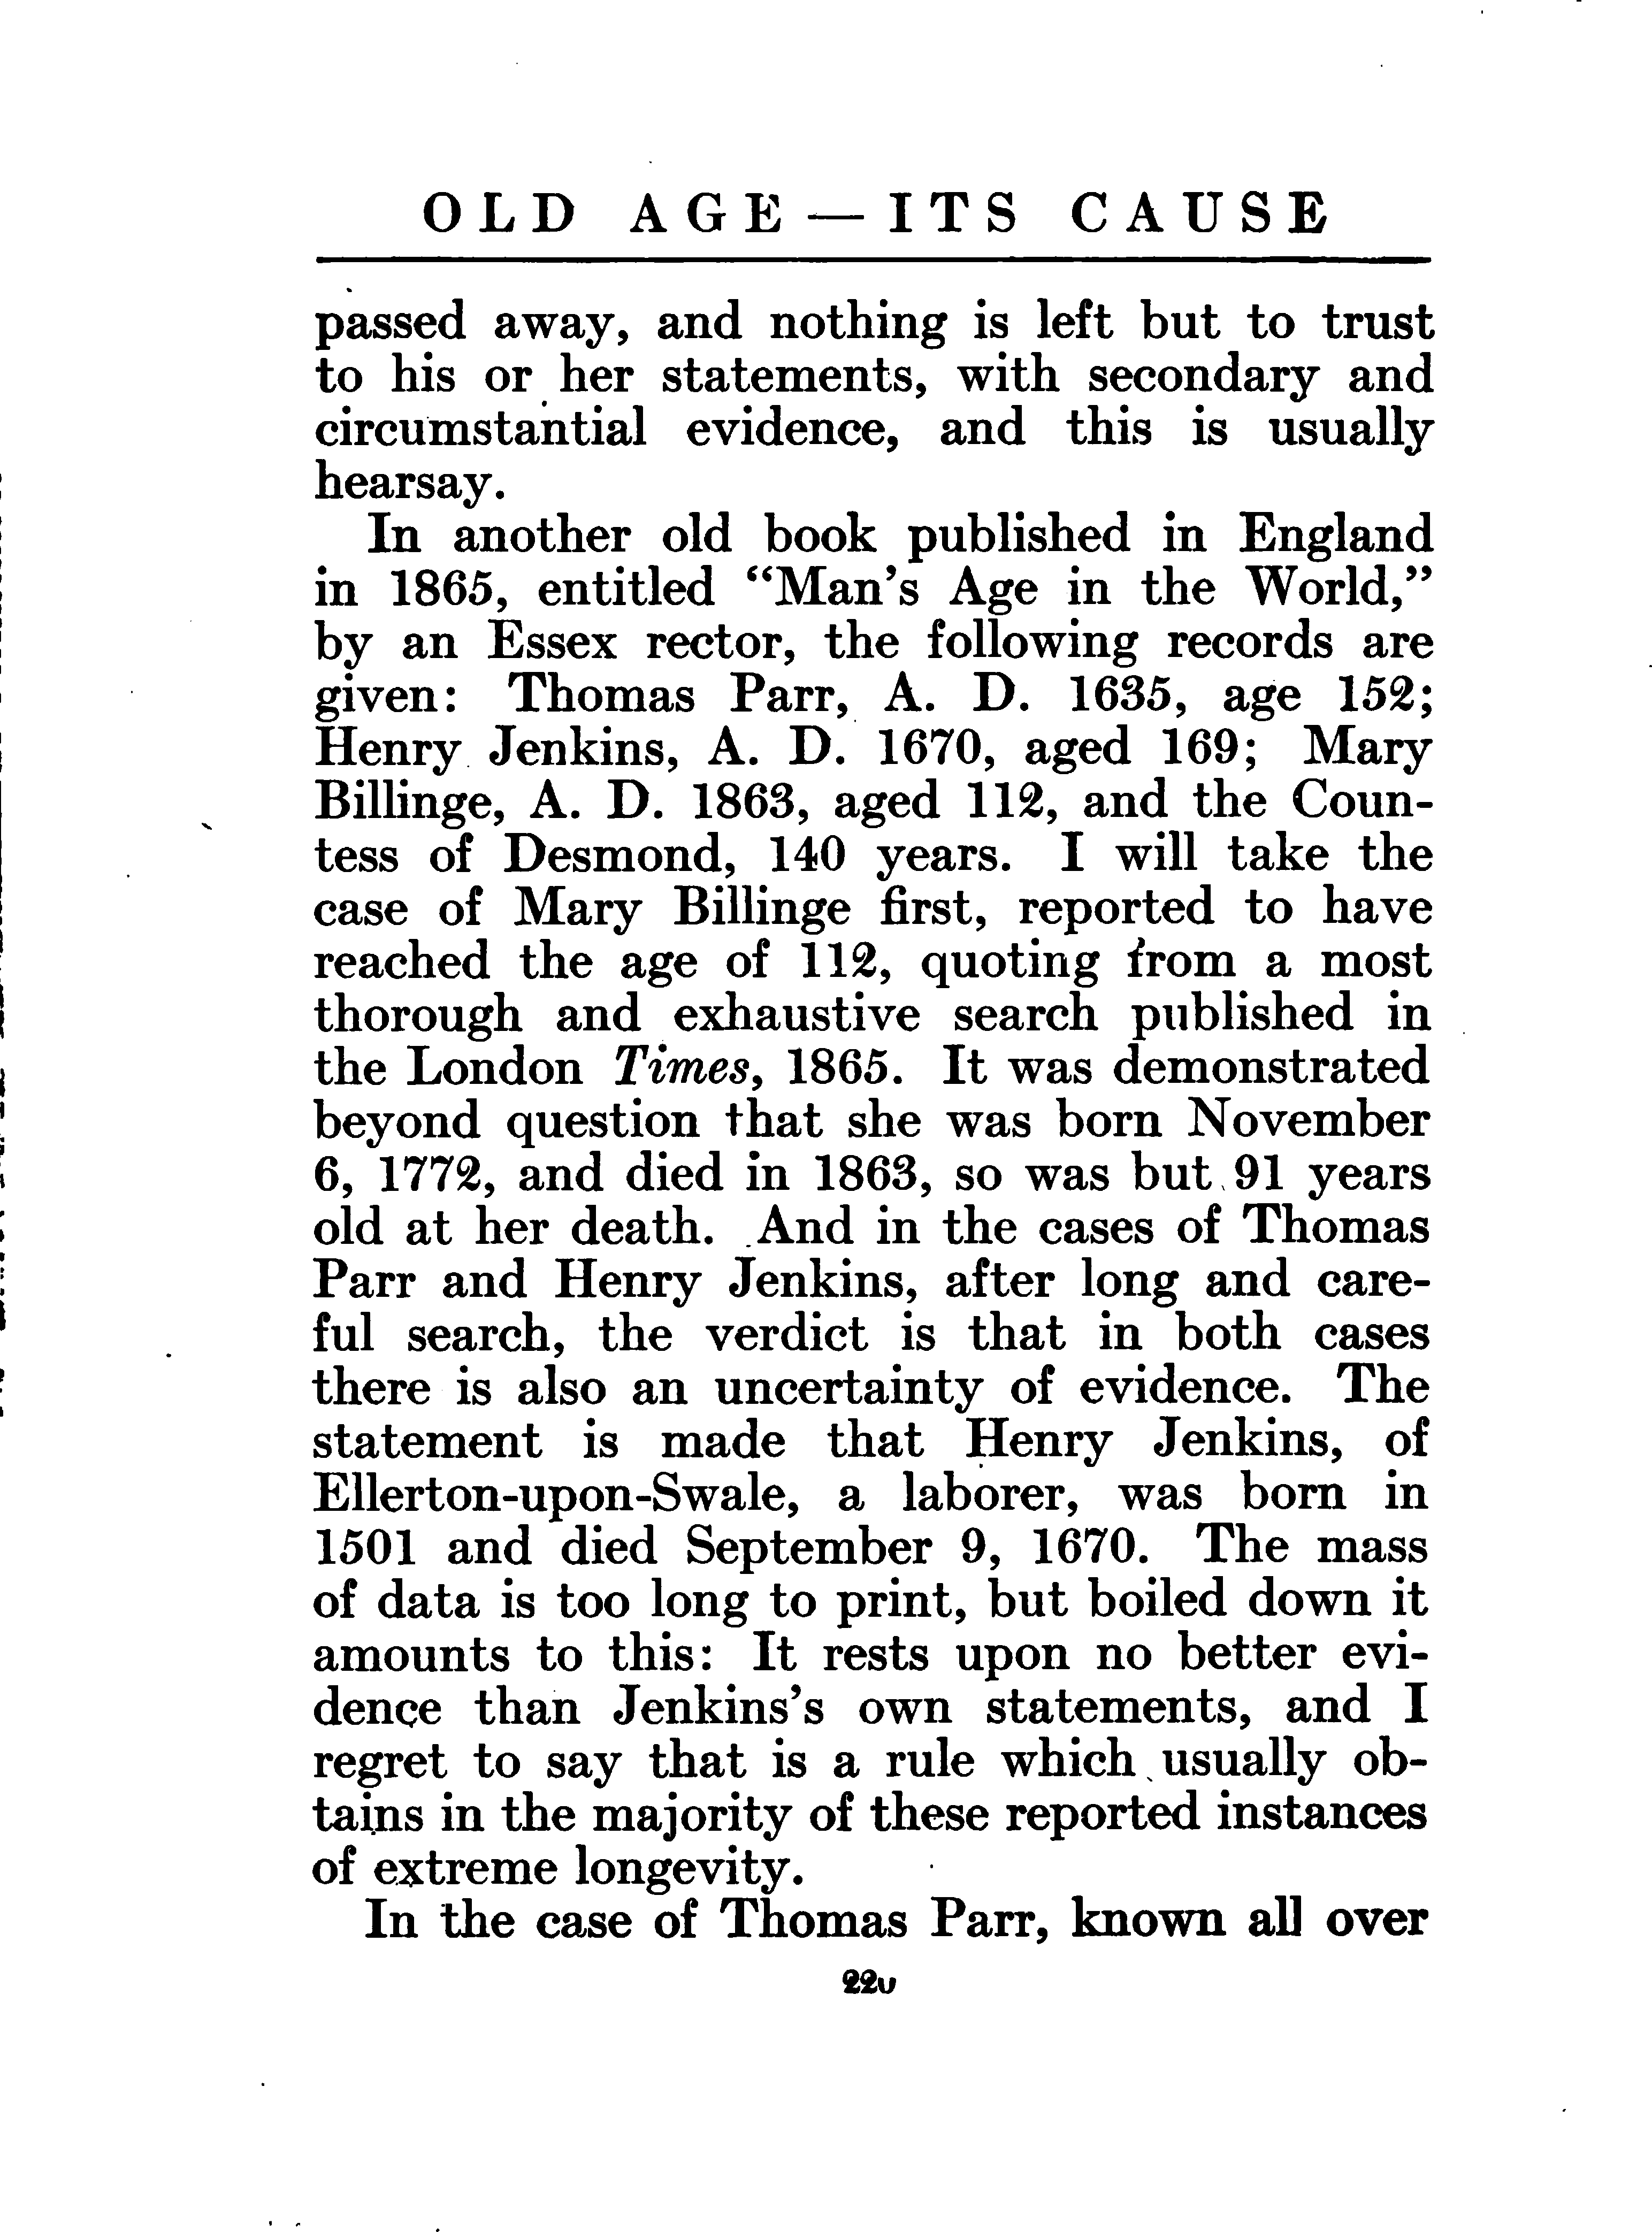 OLD AGE—ITS CAUSE
passed away, and nothing is left but to trust
to his or her statements, with secondary and
circumstantial evidence, and this is usually
hearsay.
In another old book published in England
in 1865, entitled “Man’s Age in the World,”
by an Essex rector, the following records are
given: Thomas Parr, A. D. 1635, age 152;
Henry Jenkins, A. D. 1670, aged 169; Mary
Billinge, A. D. 1863, aged 112, and the Coun-
tess of Desmond, 140 years. I will take the
case of Mary Billinge first, reported to have
reached the age of 112, quoting from a most
thorough and exhaustive search published in
the London Times, 1865. It was demonstrated
beyond question that she was born November
6, 1772, and died in 1863, so was but 91 years
old at her death. And in the cases of Thomas
Parr and Henry Jenkins, after long and care-
ful search, the verdict is that in both cases
there is also an uncertainty of evidence. The
statement is made that Henry Jenkins, of
Ellerton-upon-Swale, a laborer, was born in
1501 and died September 9, 1670. The mass
of data is too long to print, but boiled down it
amounts to this: It rests upon no better evi-
dence than Jenkins’s own statements, and I
regret to say that is a rule which usually ob-
tains in the majority of these reported instances
of extreme longevity.
In the case of Thomas Parr, known all over